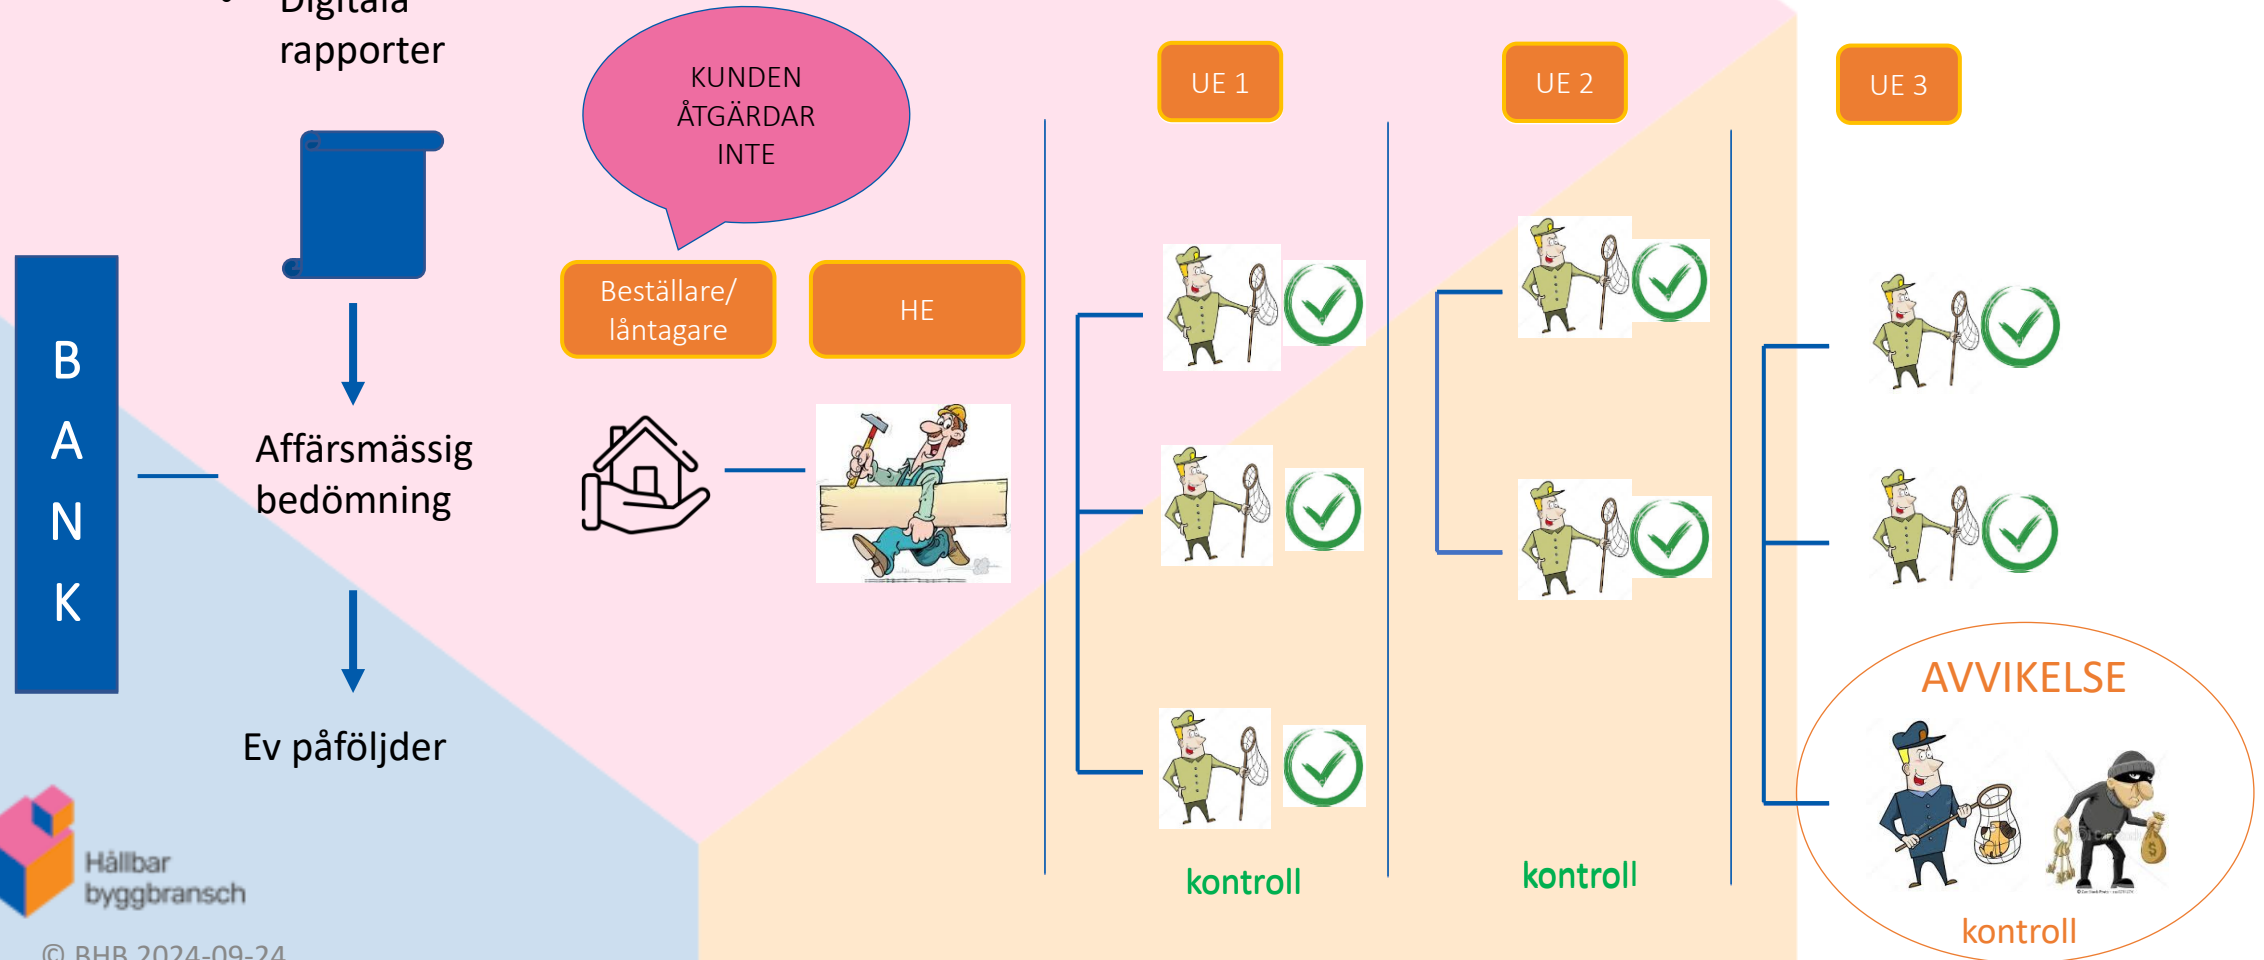 Digitala
rapporter
KUNDEN
ÅTGÄRDAR
INTE
UE 1
UE 2
UE 3
Beställare/
låntagare
HE
B
A
N
K
Affärsmässig
bedömning
Ev påföljder
AVVIKELSE
kontroll
kontroll
kontroll
Hållbar
byggbransch
© BHB 2024-09-24